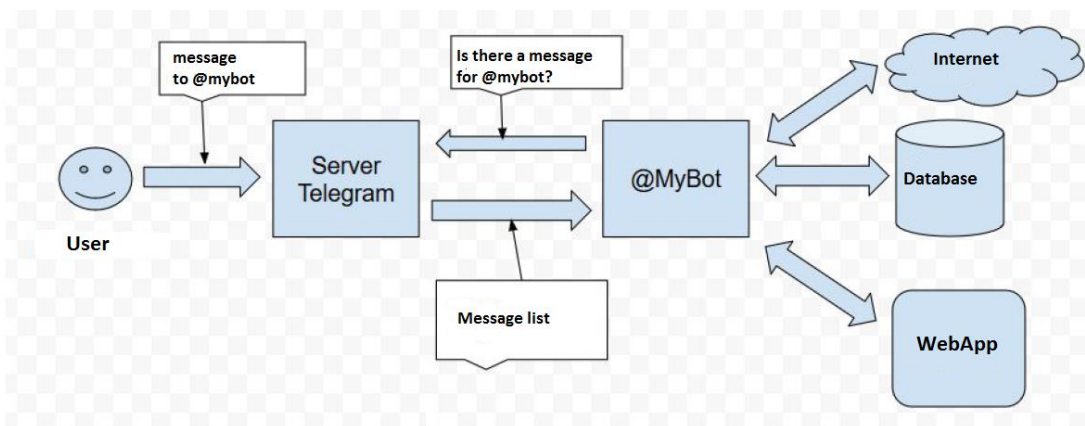 message
to @mybot
Is there a message
for @mybot?
Internet
Server
Telegram
@MyBot
Database
User
Message list
WebApp